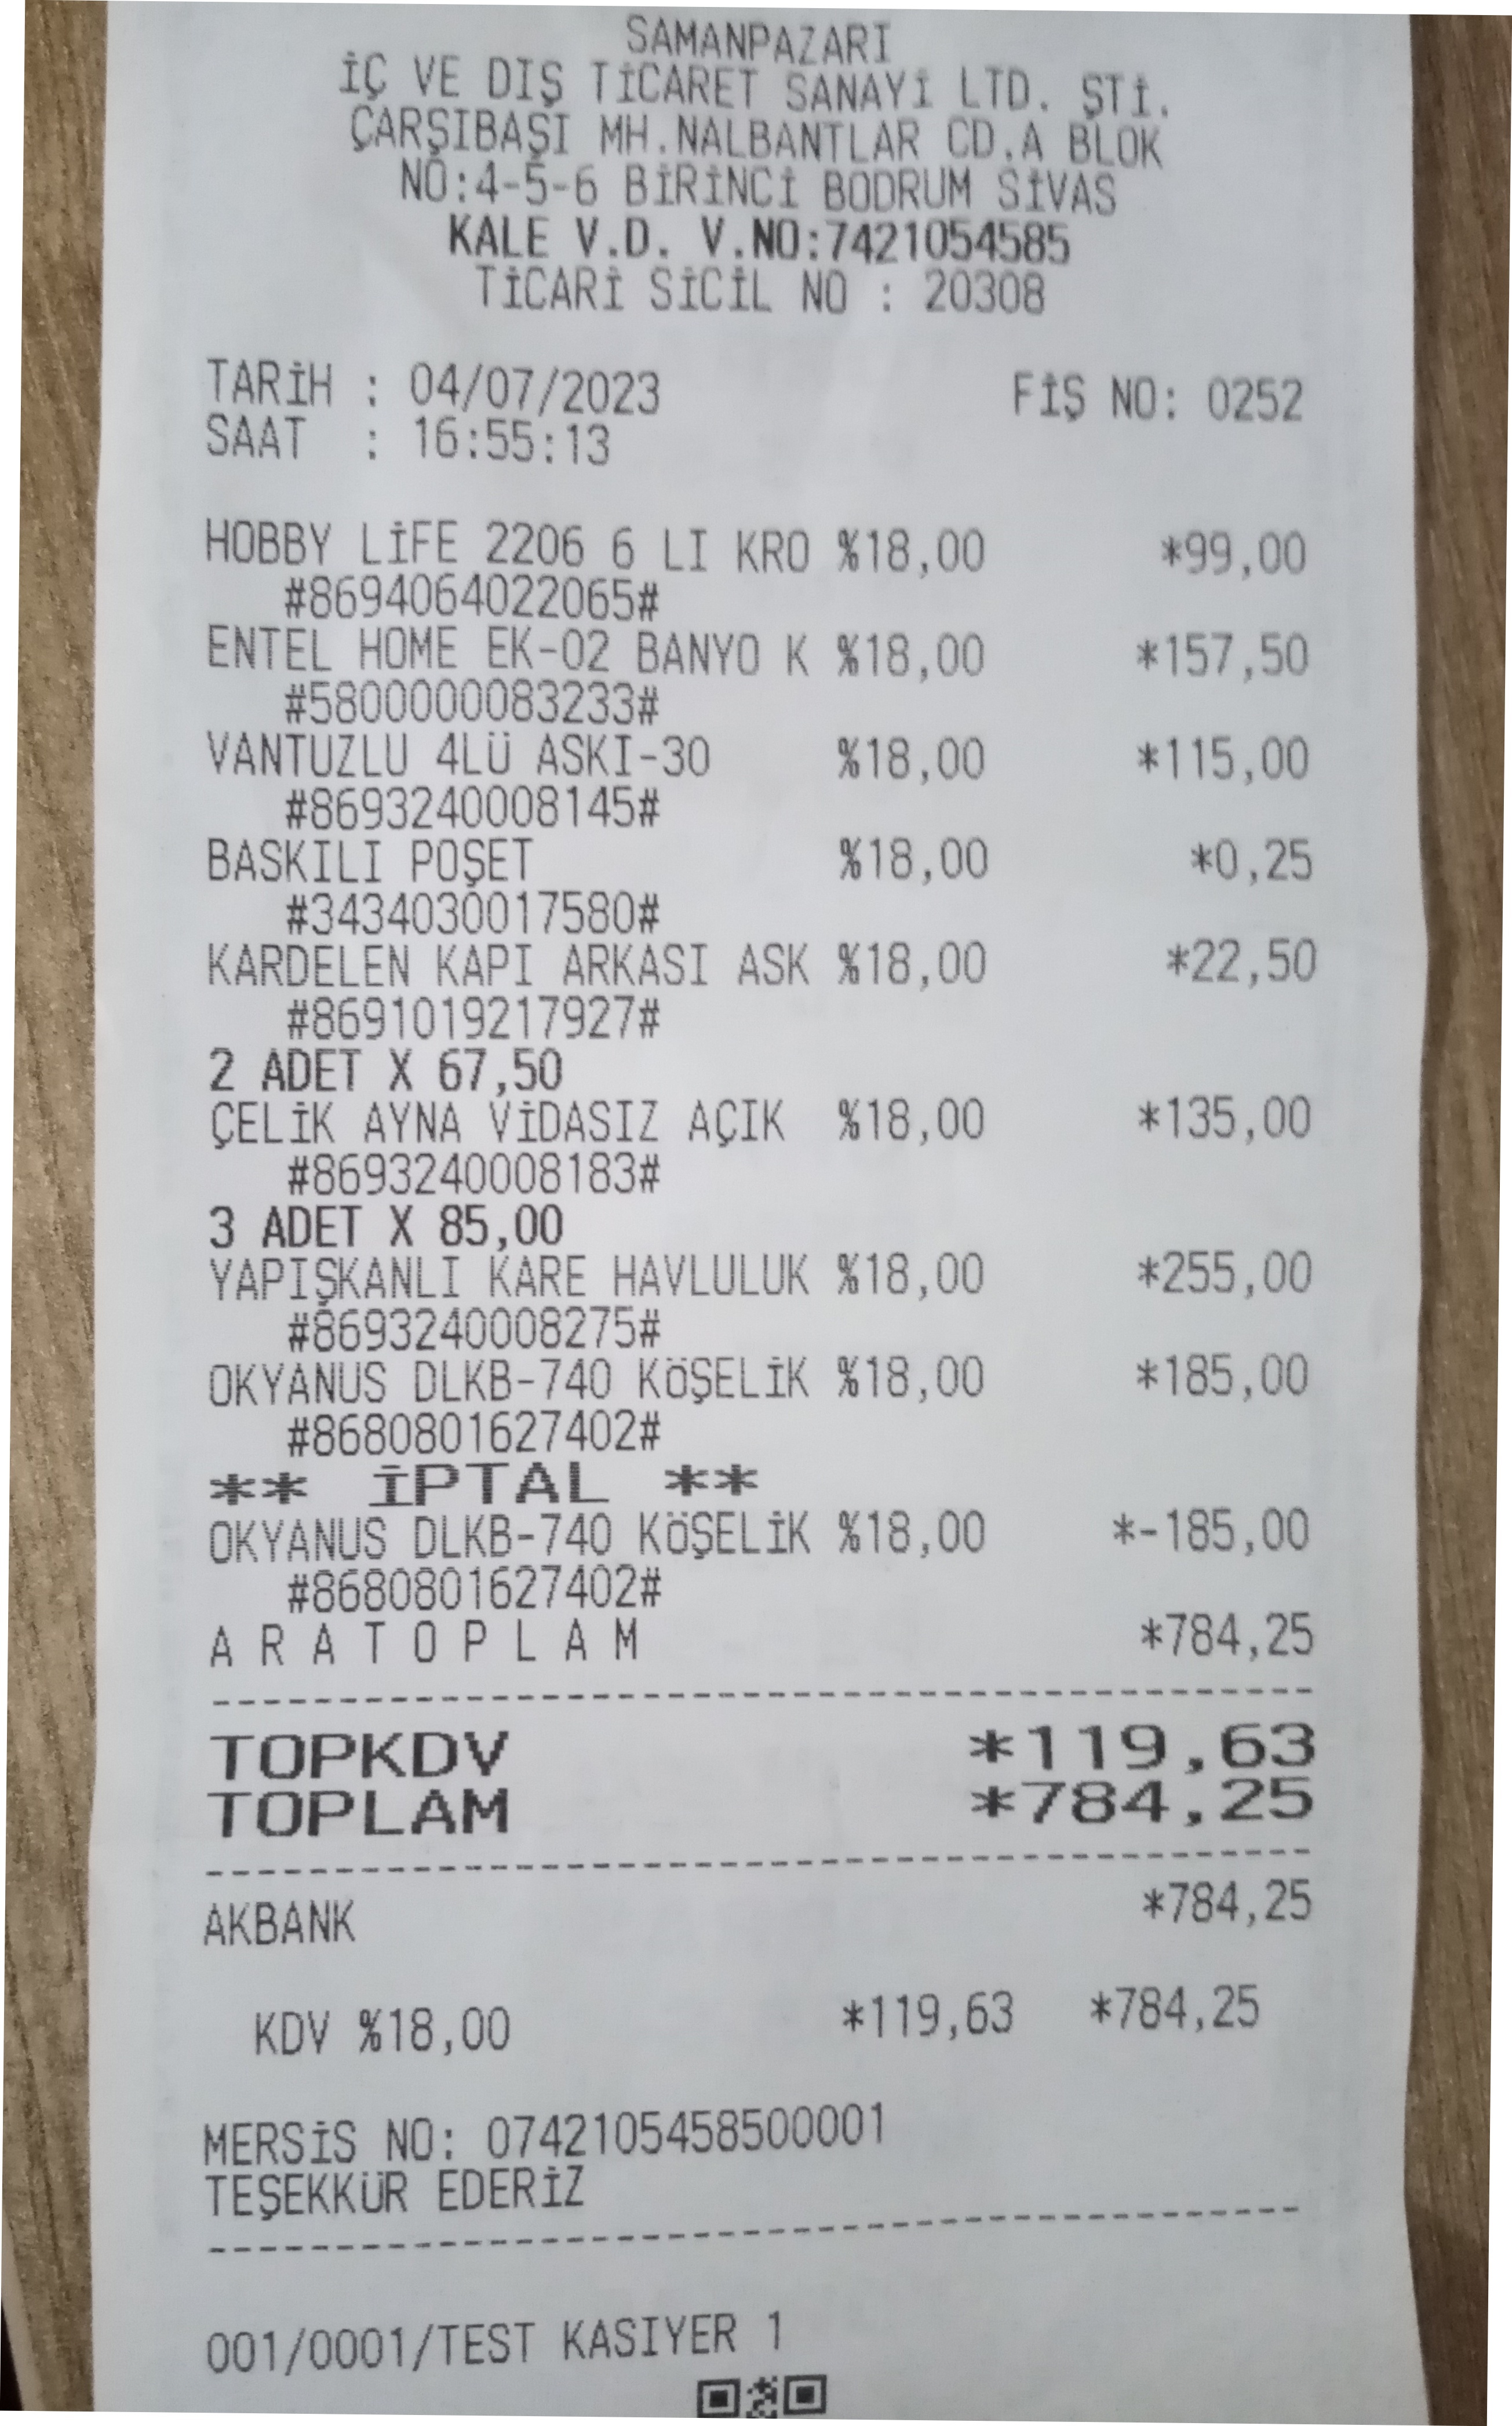 SAMANPAZARI
İÇ VE DIŞ TİCARET SANAYİ LTD. ŞTİ.
ÇARŞIBAŞI MH.NALBANTLAR CD.A BLOK
NO:4-5-6 BİRİNCİ BODRUM SİVAS
KALE V.D. V.NO:7421054585
TİCARİ SİCİL NO : 20308
TARİH : 04/07/2023 FİŞ NO: 0252
SAAT : 16:55:13
HOBBY LİFE 2206 6 LI KRO %18,00 *99,00
#8694064022065#
ENTEL HOME EK-02 BANYO K %18,00 *157,50
#5800000083233#
VANTUZLU 4LÜ ASKI-30 %18,00 *115,00
#8693240008145#
BASKILI POŞET %18,00 *0,25
#3434030017580#
KARDELEN KAPI ARKASI ASK %18,00 *22,50
#8691019217927#
2 ADET X 67,50
ÇELİK AYNA VİDASIZ AÇIK %18,00 *135,00
#8693240008183#
3 ADET X 85,00
YAPIŞKANLI KARE HAVLULUK %18,00 *255,00
#8693240008275#
OKYANUS DLKB-740 KÖŞELİK %18,00 *185,00
#8680801627402#
** İPTAL **
OKYANUS DLKB-740 KÖŞELİK %18,00 *-185,00
#8680801627402#
A R A T O P L A M *784,25
TOPKDV *119,63
TOPLAM *784,25
AKBANK *784,25
KDV %18,00 *119,63 *784,25
MERSİS NO: 0742105458500001
TEŞEKKÜR EDERİZ
001/0001/TEST KASIYER 1